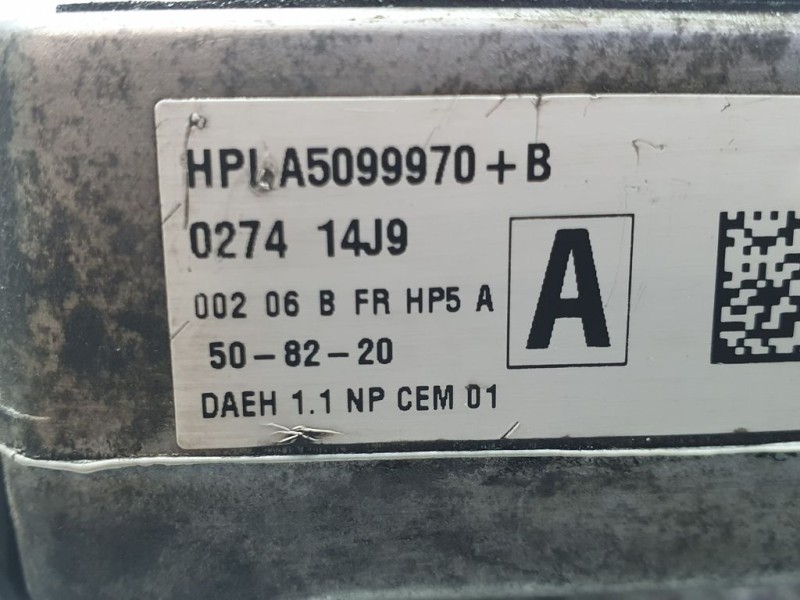 HPI A5099970+B
0274 14J9
002 06 B FR HP5 A
50-82-20
DAEH 1.1 NP CEM 01
A